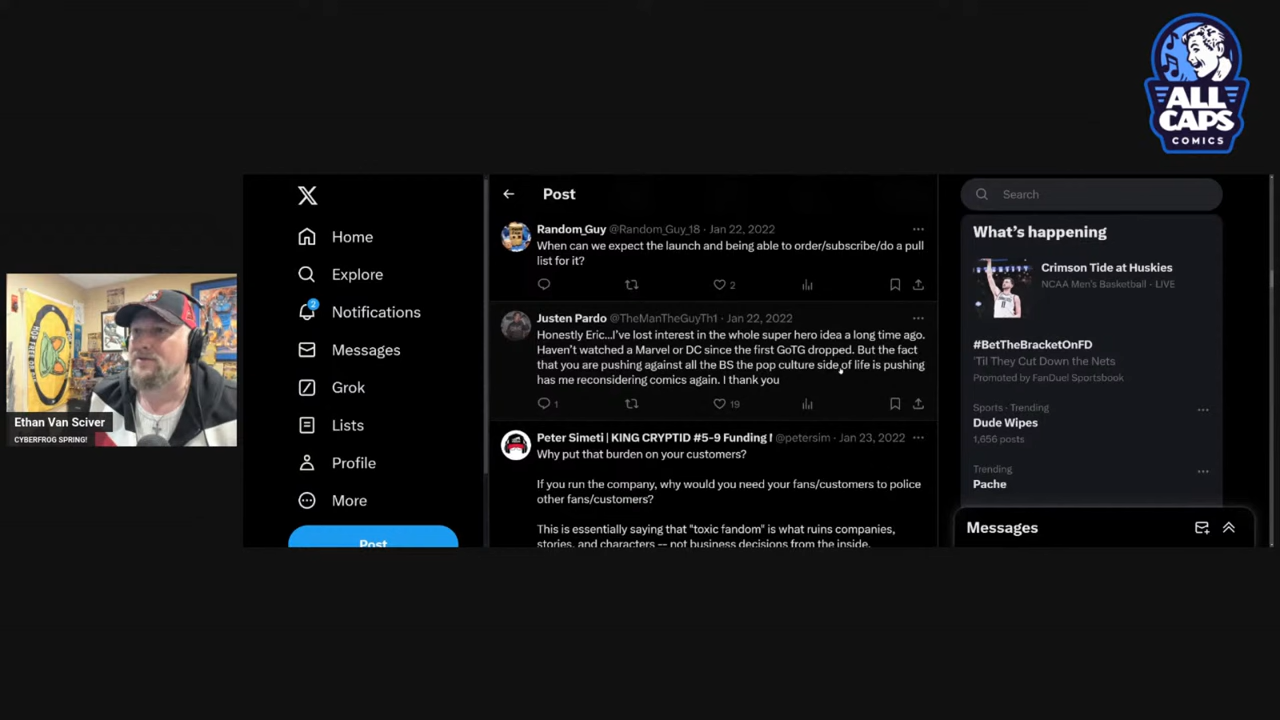 ALL
CAPS
COMICS
Ethan Van Sciver
CYBERFROG SPRING!
Home
Explore
2
Notifications
Messages
Grok
Lists
Profile
More
Post
Post
Random_Guy @Random_Guy_18 · Jan 22, 2022
When can we expect the launch and being able to order/subscribe/do a pull
list for it?
2
Justen Pardo @TheManTheGuyTh1 · Jan 22, 2022
Honestly Eric...I've lost interest in the whole super hero idea a long time ago.
Haven't watched a Marvel or DC since the first GoTG dropped. But the fact
that you are pushing against all the BS the pop culture side of life is pushing
has me reconsidering comics again. I thank you
1
19
Peter Simeti | KING CRYPTID #5-9 Funding ! @petersim · Jan 23, 2022
Why put that burden on your customers?
If you run the company, why would you need your fans/customers to police
other fans/customers?
This is essentially saying that "toxic fandom" is what ruins companies,
stories, and characters -- not business decisions from the inside.
Search
What's happening
Crimson Tide at Huskies
NCAA Men's Basketball · LIVE
#BetTheBracketOnFD
'Til They Cut Down the Nets
Promoted by FanDuel Sportsbook
Sports · Trending
Dude Wipes
1,656 posts
Trending
Pache
Messages